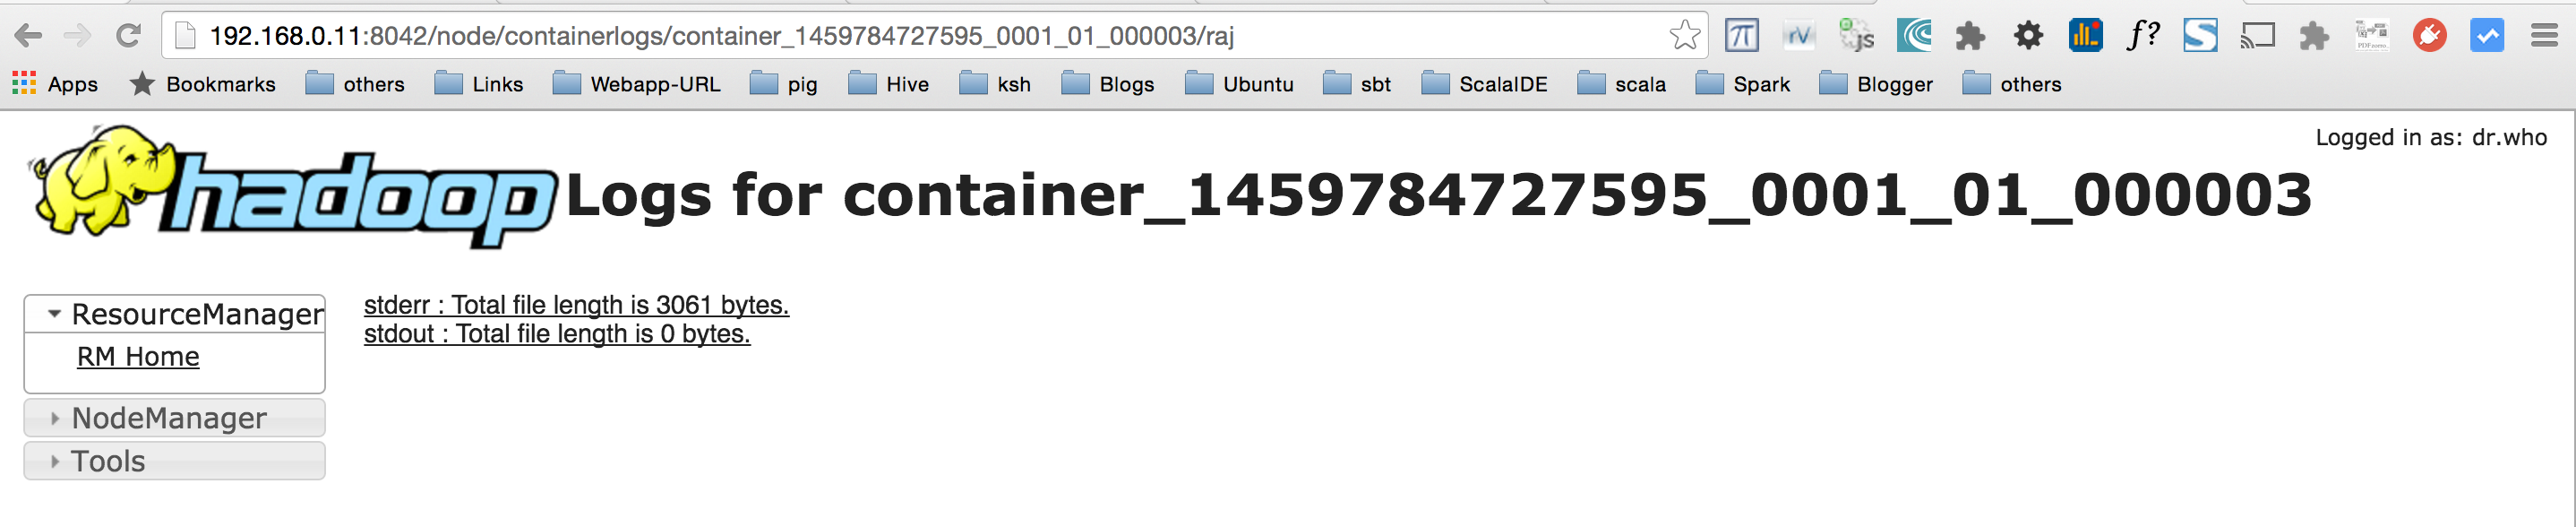 192.168.0.11:8042/node/containerlogs/container_1459784727595_0001_01_000003/raj
π rV js f? S
Apps Bookmarks others Links Webapp-URL pig Hive ksh Blogs Ubuntu sbt ScalaIDE scala Spark Blogger others
Logged in as: dr.who
hadoop Logs for container_1459784727595_0001_01_000003
stderr : Total file length is 3061 bytes.
stdout : Total file length is 0 bytes.
ResourceManager
RM Home
NodeManager
Tools